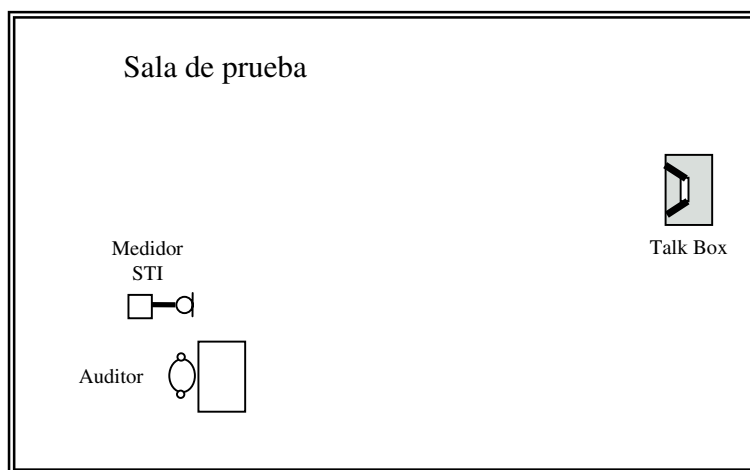 Sala de prueba
Talk Box
Medidor
STI
Auditor